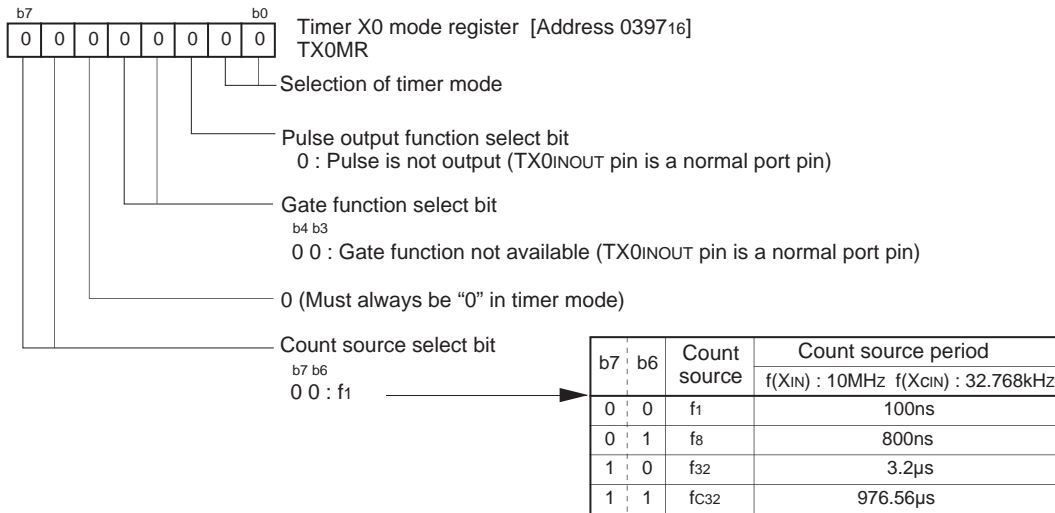 b7 b0
0 0 0 0 0 0 0 0
Timer X0 mode register [Address 039716]
TX0MR
Selection of timer mode
Pulse output function select bit
0 : Pulse is not output (TX0INOUT pin is a normal port pin)
Gate function select bit
b4 b3
0 0 : Gate function not available (TX0INOUT pin is a normal port pin)
0 (Must always be “0” in timer mode)
Count source select bit
b7 b6
0 0 : f1
b7 b6 Count source Count source period
f(XIN) : 10MHz f(XCIN) : 32.768kHz
0 0 f1 100ns
0 1 f8 800ns
1 0 f32 3.2µs
1 1 fC32 976.56µs